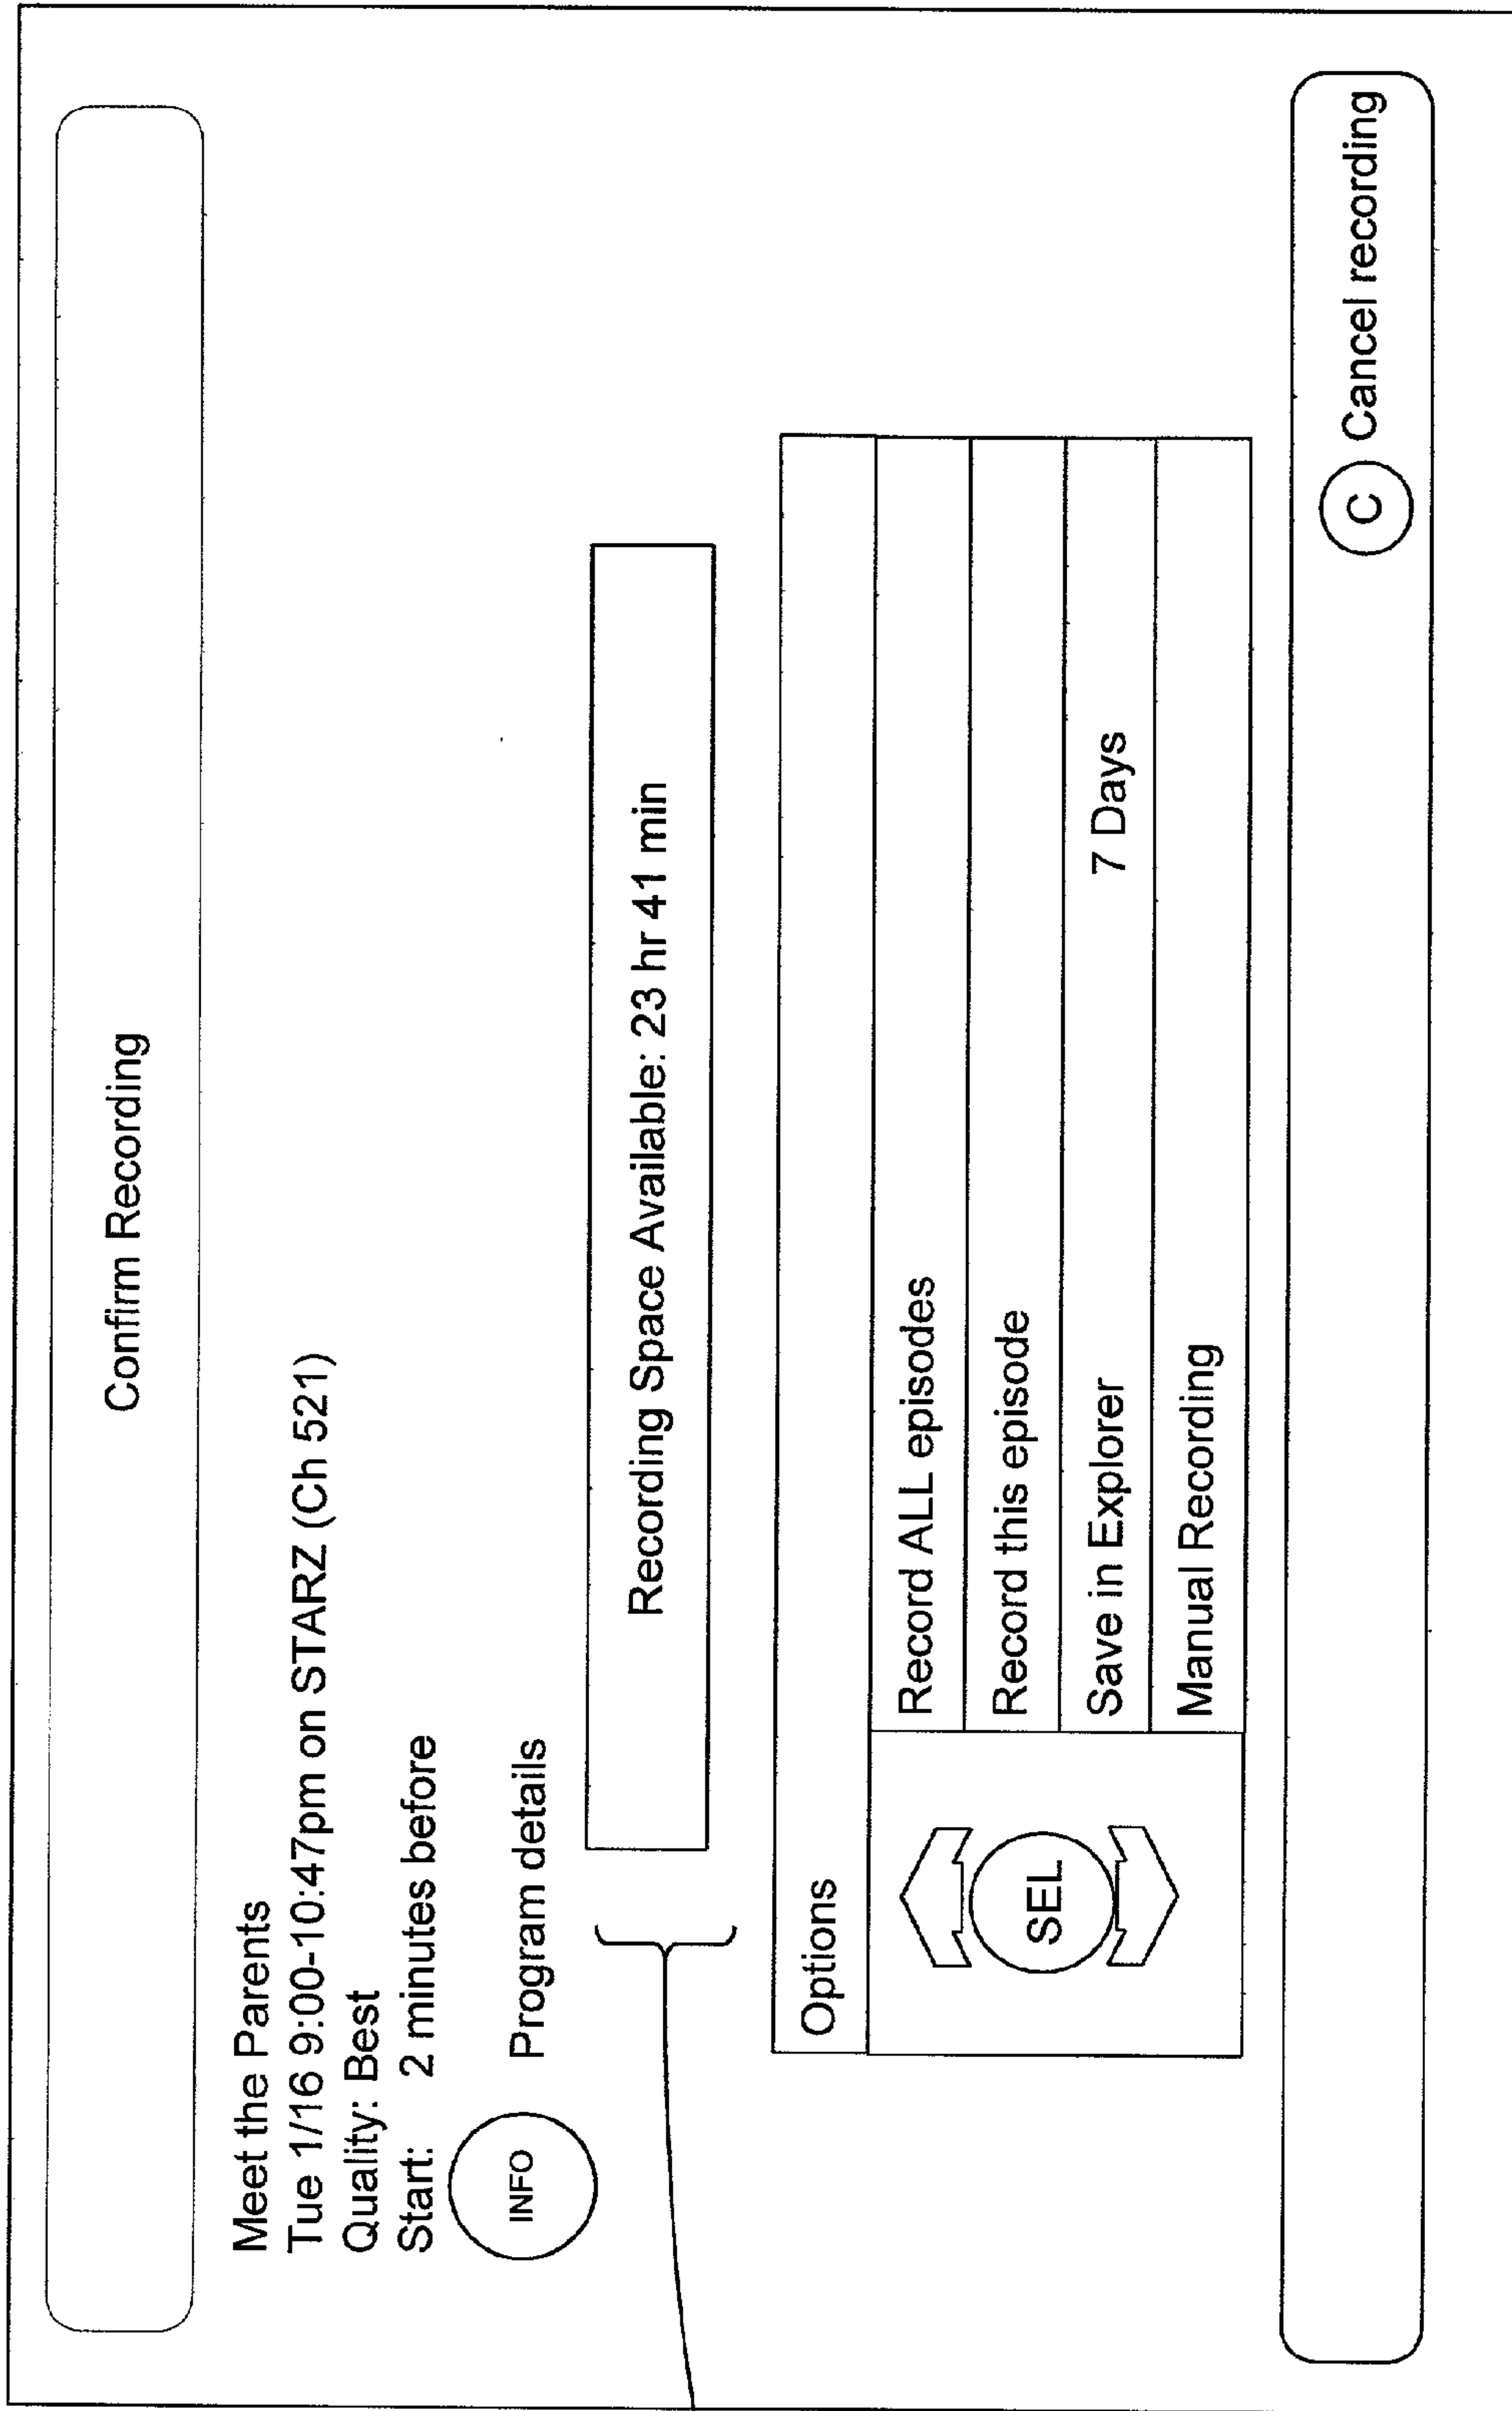 Confirm Recording
Meet the Parents
Tue 1/16 9:00-10:47pm on STARZ (Ch 521)
Quality: Best
Start: 2 minutes before
INFO Program details
Recording Space Available: 23 hr 41 min
Options
SEL
Record ALL episodes
Record this episode
Save in Explorer 7 Days
Manual Recording
C Cancel recording